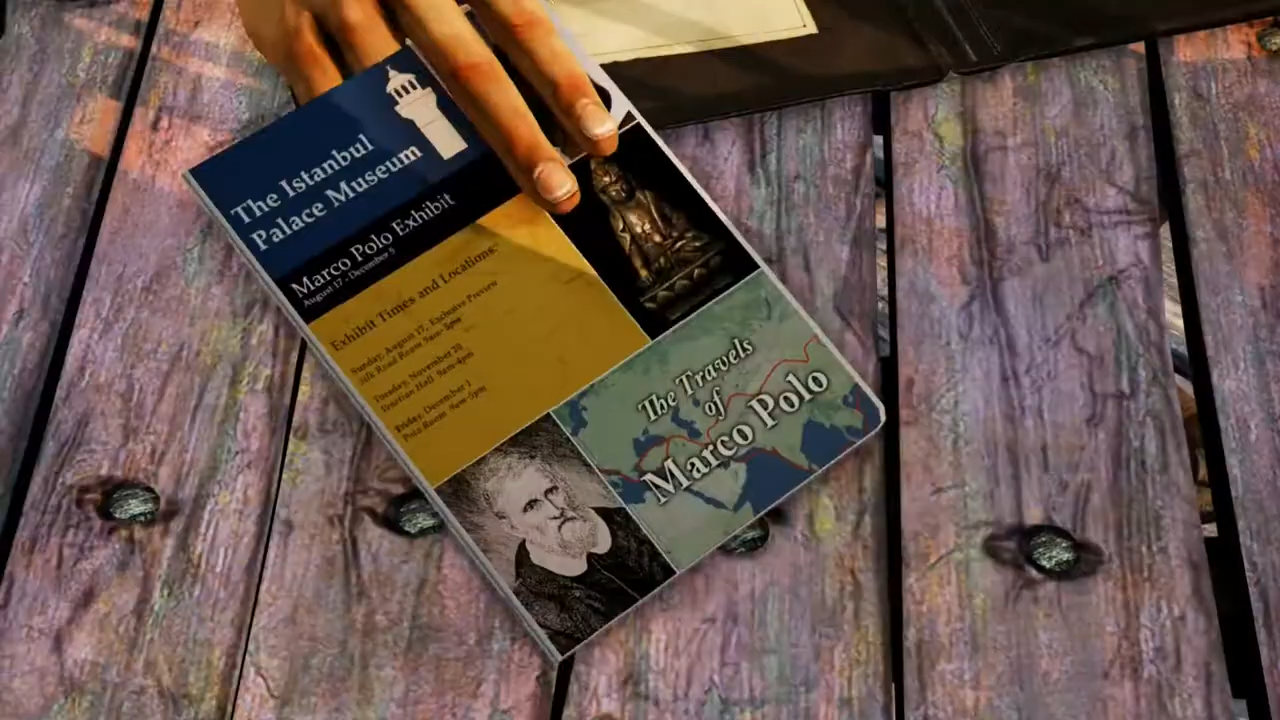 The Istanbul
Palace Museum
Marco Polo Exhibit
August 17 - December 5
Exhibit Times and Locations:
Sunday, August 17, Exclusive Preview
Silk Road Room 9am-5pm
Tuesday, November 20
Venetian Hall 9am-4pm
Friday, December 3
Polo Room 9am-5pm
The Travels
of
Marco Polo